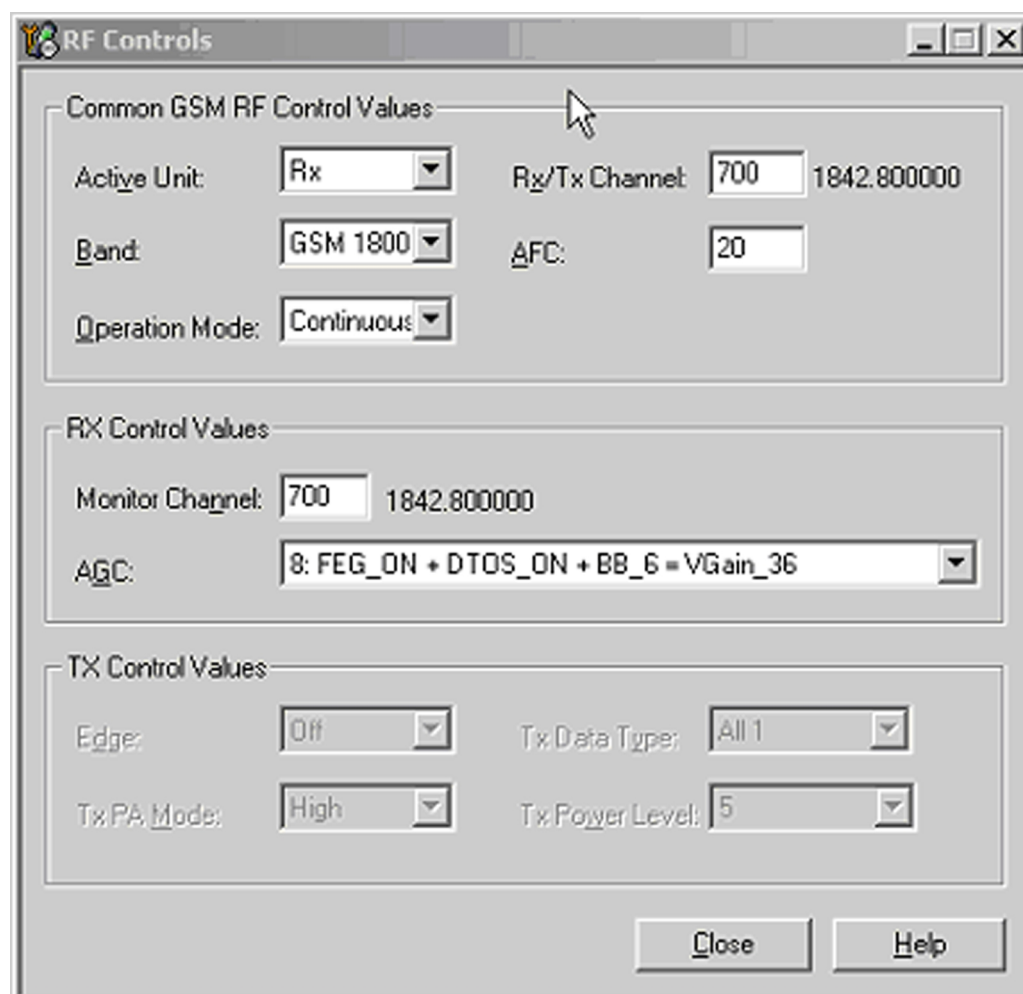 RF Controls
Common GSM RF Control Values
Active Unit: Rx Rx/Tx Channel: 700 1842.800000
Band: GSM 1800 AFC: 20
Operation Mode: Continuous
RX Control Values
Monitor Channel: 700 1842.800000
AGC: 8: FEG_ON + DTOS_ON + BB_6 = VGain_36
TX Control Values
Edge: Off Tx Data Type: All 1
Tx PA Mode: High Tx Power Level: 5
Close Help